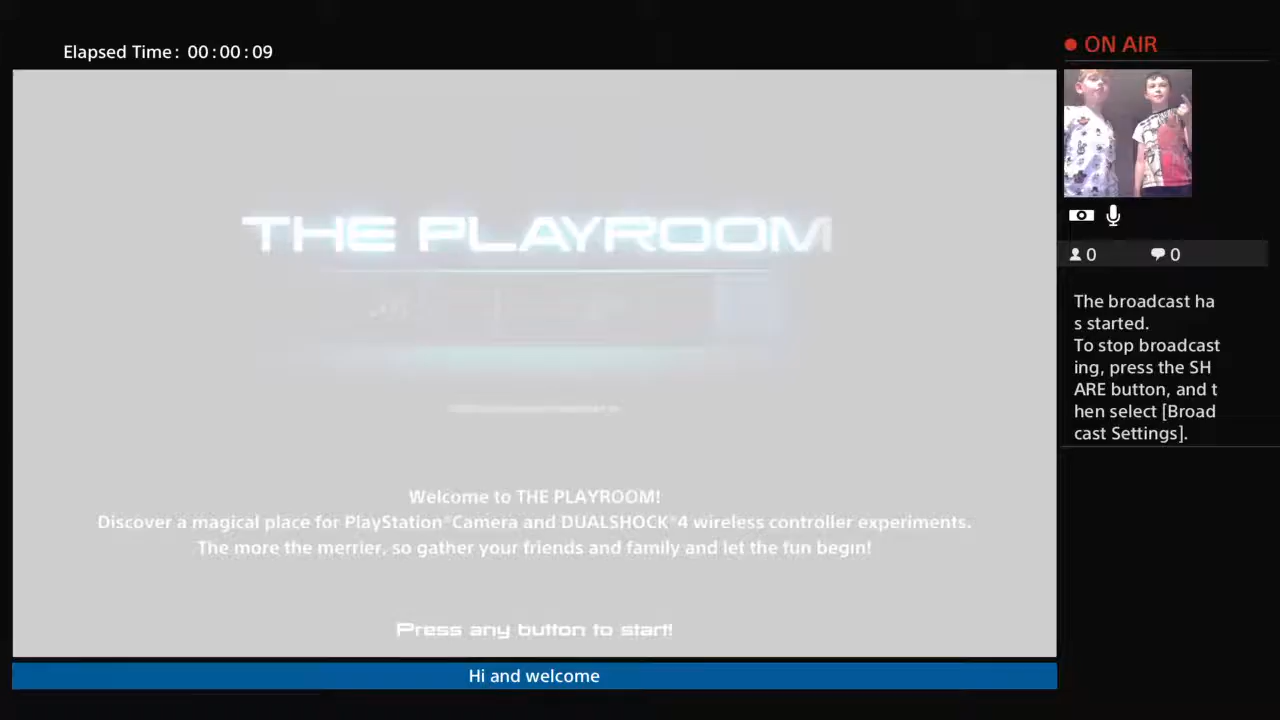 Elapsed Time: 00:00:09
ON AIR
THE PLAYROOM
0
0
The broadcast ha
s started.
To stop broadcast
ing, press the SH
ARE button, and t
hen select [Broad
cast Settings].
Welcome to THE PLAYROOM!
Discover a magical place for PlayStation®Camera and DUALSHOCK®4 wireless controller experiments.
The more the merrier, so gather your friends and family and let the fun begin!
Press any button to start!
Hi and welcome